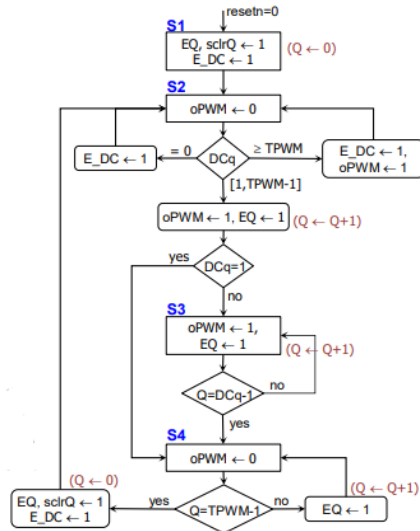 resetn=0
S1
EQ, sclrQ ← 1
E_DC ← 1
(Q ← 0)
S2
oPWM ← 0
E_DC ← 1
= 0
DCq
≥ TPWM
E_DC ← 1,
oPWM ← 1
[1,TPWM-1]
oPWM ← 1, EQ ← 1
(Q ← Q+1)
yes
DCq=1
no
S3
oPWM ← 1,
EQ ← 1
(Q ← Q+1)
Q=DCq-1
no
yes
S4
oPWM ← 0
(Q ← 0)
(Q ← Q+1)
EQ, sclrQ ← 1
E_DC ← 1
yes
Q=TPWM-1
no
EQ ← 1